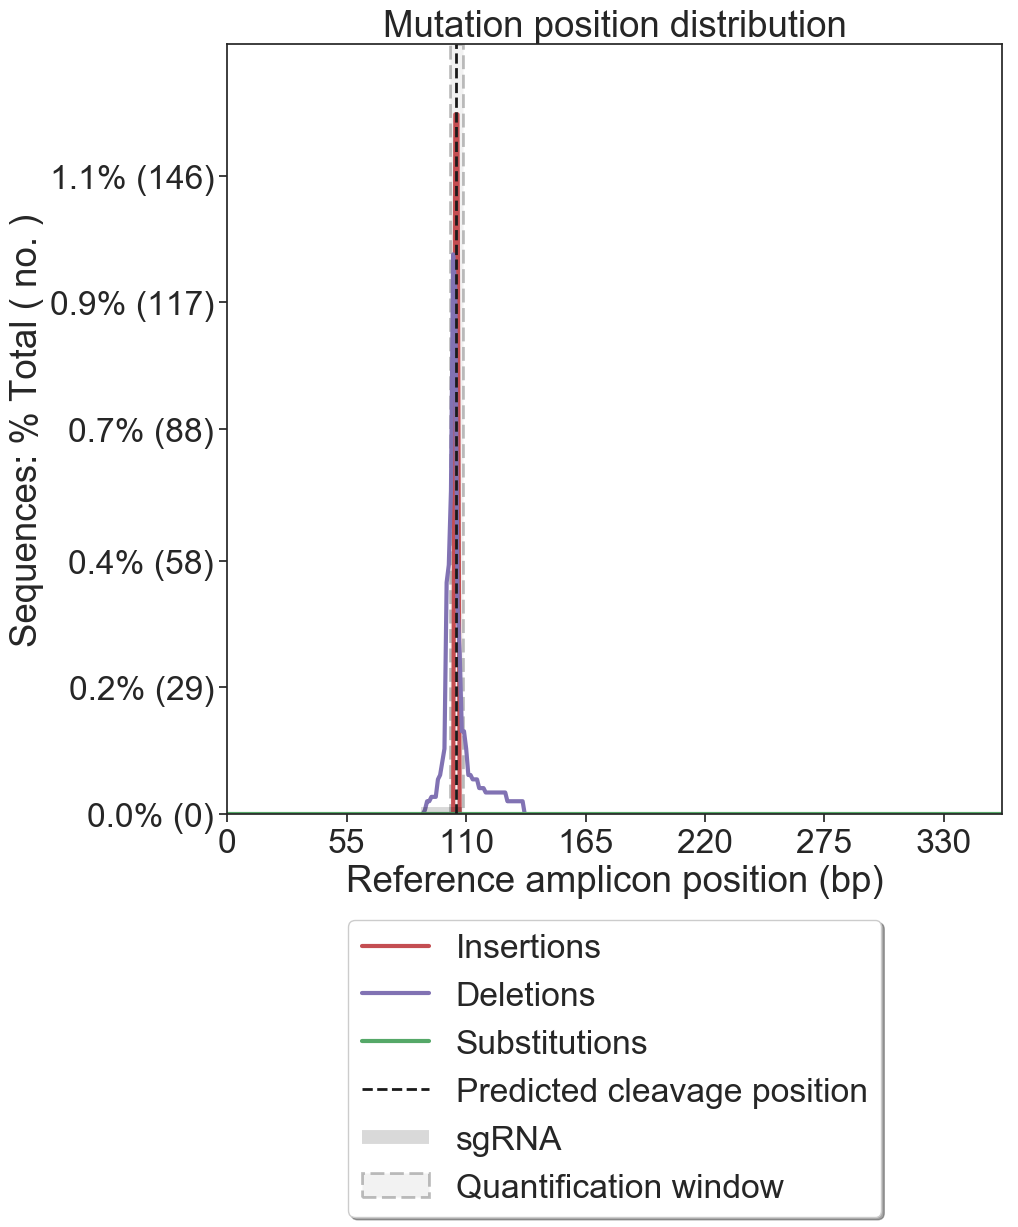 Mutation position distribution
Sequences: % Total ( no. )
1.1% (146)
0.9% (117)
0.7% (88)
0.4% (58)
0.2% (29)
0.0% (0)
0 55 110 165 220 275 330
Reference amplicon position (bp)
Insertions
Deletions
Substitutions
Predicted cleavage position
sgRNA
Quantification window